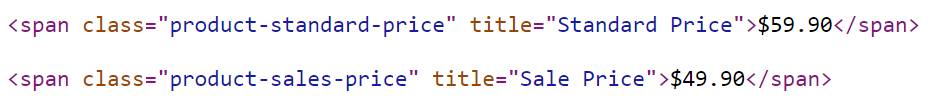 <span class="product-standard-price" title="Standard Price">$59.90</span>
<span class="product-sales-price" title="Sale Price">$49.90</span>